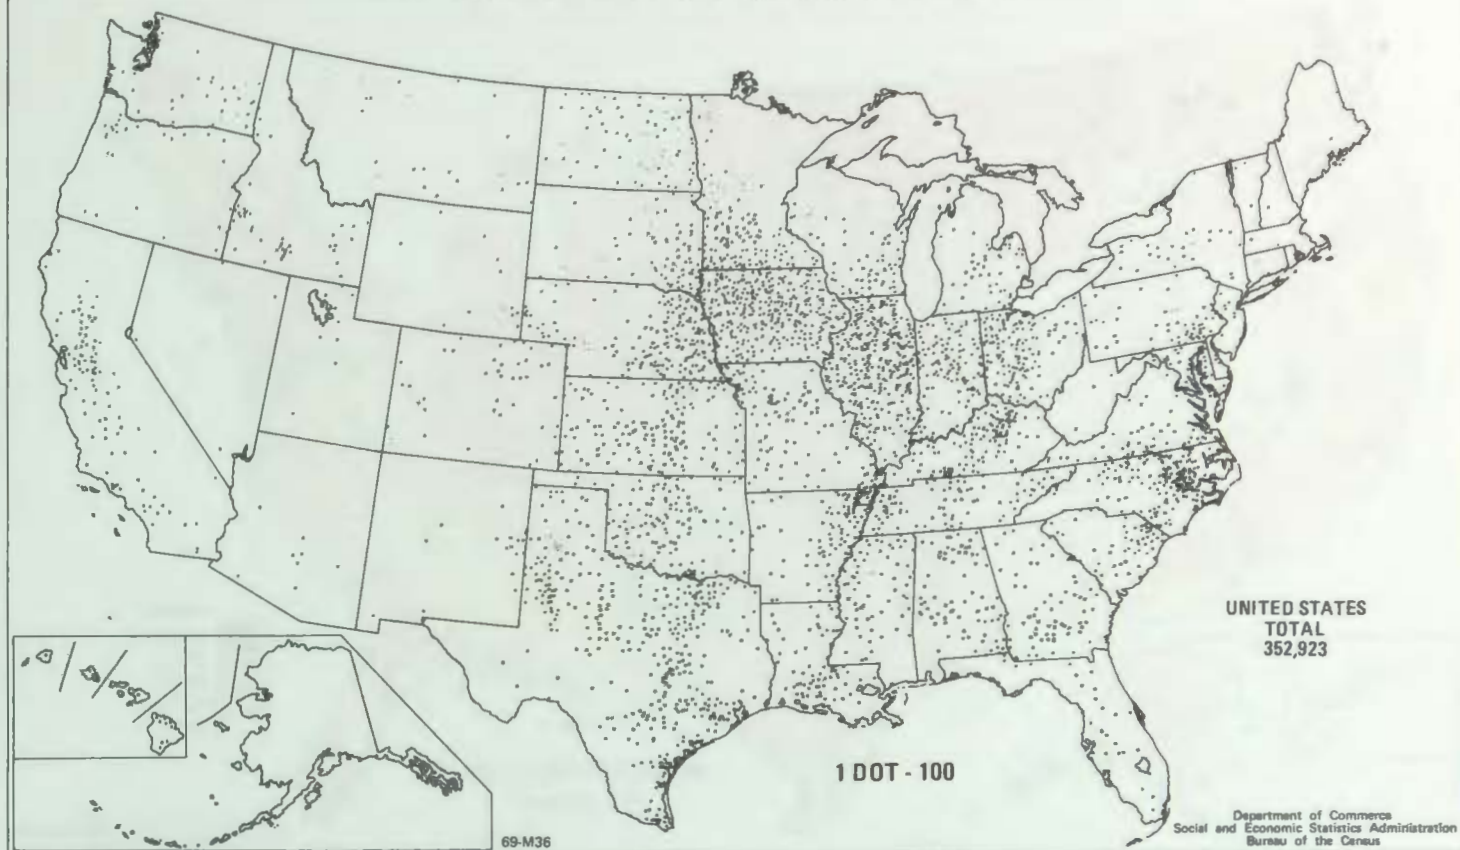 UNITED STATES
TOTAL
352,923
1 DOT - 100
69-M36
Department of Commerce
Social and Economic Statistics Administration
Bureau of the Census